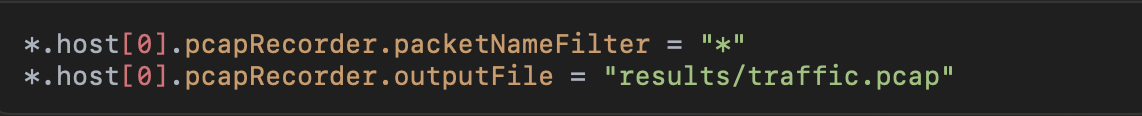 *.host[0].pcapRecorder.packetNameFilter = "*"
*.host[0].pcapRecorder.outputFile = "results/traffic.pcap"